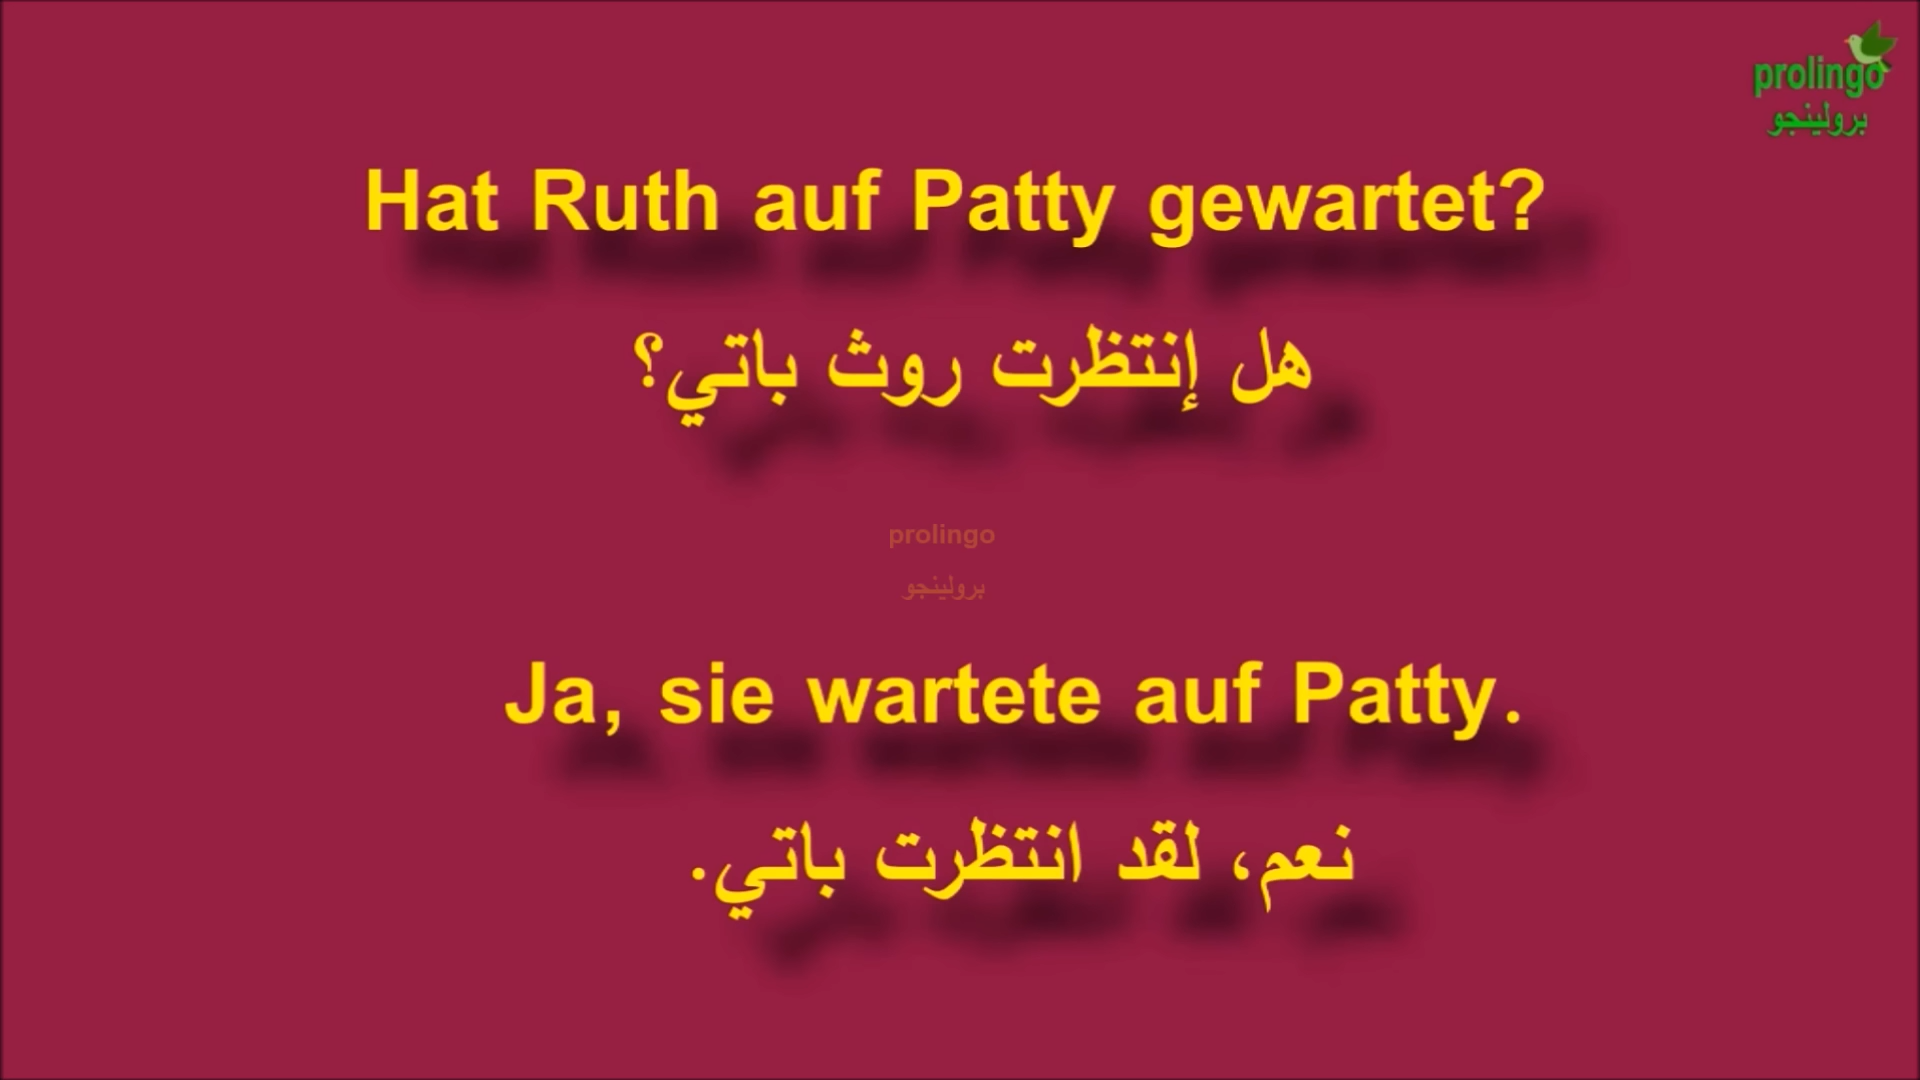 prolingo
برولينجو
Hat Ruth auf Patty gewartet?
هل إنتظرت روث باتي؟
prolingo
برولينجو
Ja, sie wartete auf Patty.
نعم، لقد انتظرت باتي.